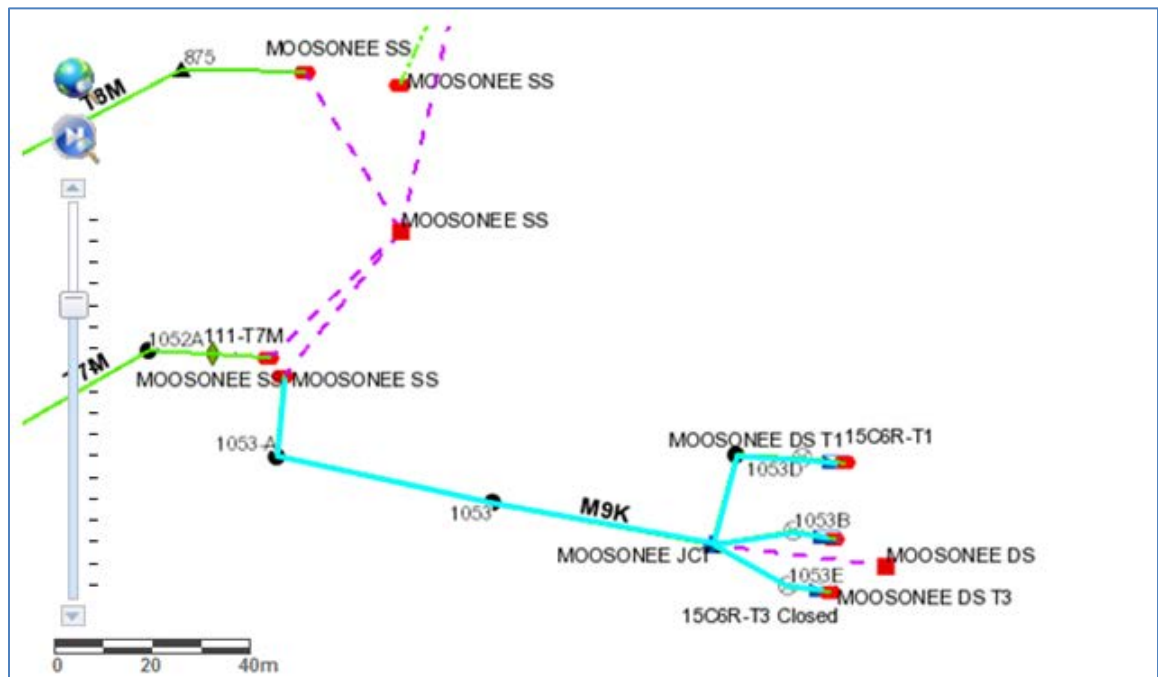 MOOSONEE SS
875
MOOSONEE SS
T8M
MOOSONEE SS
1052A
111-T7M
T7M
MOOSONEE SS
MOOSONEE SS
1053-A
MOOSONEE DS T1
15C6R-T1
1053D
1053
M9K
1053B
MOOSONEE JCT
MOOSONEE DS
1053E
MOOSONEE DS T3
15C6R-T3 Closed
0 20 40m